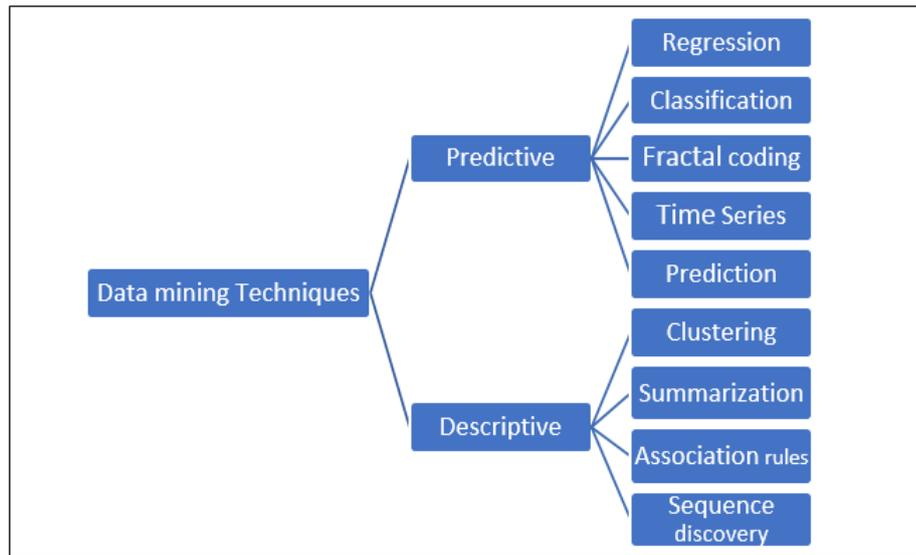 Data mining Techniques
Predictive
Regression
Classification
Fractal coding
Time Series
Prediction
Descriptive
Clustering
Summarization
Association rules
Sequence
discovery